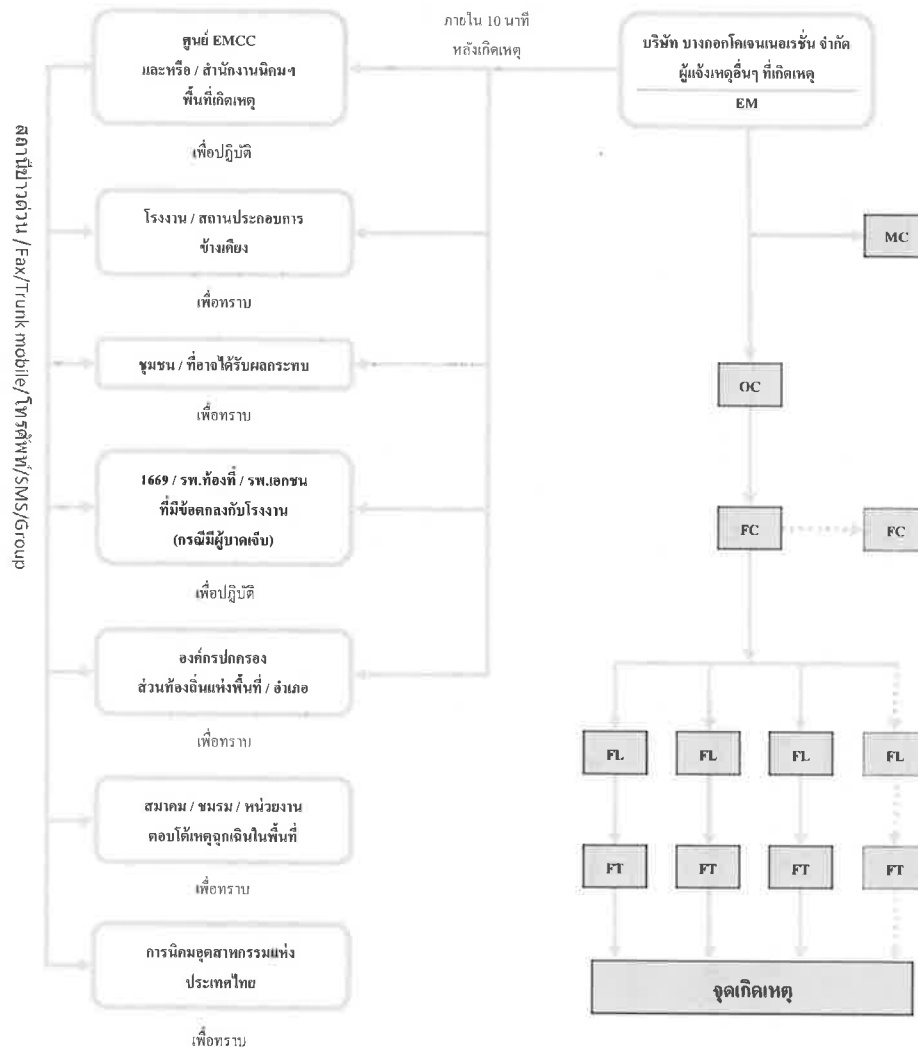 ศูนย์ EMCC
และหรือ / สำนักงานนิคมฯ
พื้นที่เกิดเหตุ
เพื่อปฏิบัติ
ภายใน 10 นาที
หลังเกิดเหตุ
บริษัท บางกอกโคเจนเนอเรชั่น จำกัด
ผู้แจ้งเหตุอื่นๆ ที่เกิดเหตุ
EM
โรงงาน / สถานประกอบการ
ข้างเคียง
เพื่อทราบ
MC
ชุมชน / ที่อาจได้รับผลกระทบ
เพื่อทราบ
OC
1669 / รพ.ท้องที่ / รพ.เอกชน
ที่มีข้อตกลงกับโรงงาน
(กรณีมีผู้บาดเจ็บ)
เพื่อปฏิบัติ
FC
FC
องค์กรปกครอง
ส่วนท้องถิ่นแห่งพื้นที่ / อำเภอ
เพื่อทราบ
FL
FL
FL
FL
สมาคม / ชมรม / หน่วยงาน
ตอบโต้เหตุฉุกเฉินในพื้นที่
เพื่อทราบ
FT
FT
FT
FT
การนิคมอุตสาหกรรมแห่ง
ประเทศไทย
เพื่อทราบ
จุดเกิดเหตุ
สถานีข่าวด่วน /Fax/Trunk mobile/โทรศัพท์/SMS/Group